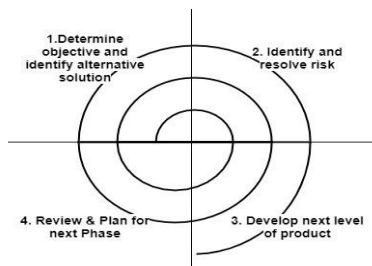 1.Determine
objective and
identify alternative
solution
2. Identify and
resolve risk
4. Review & Plan for
next Phase
3. Develop next level
of product